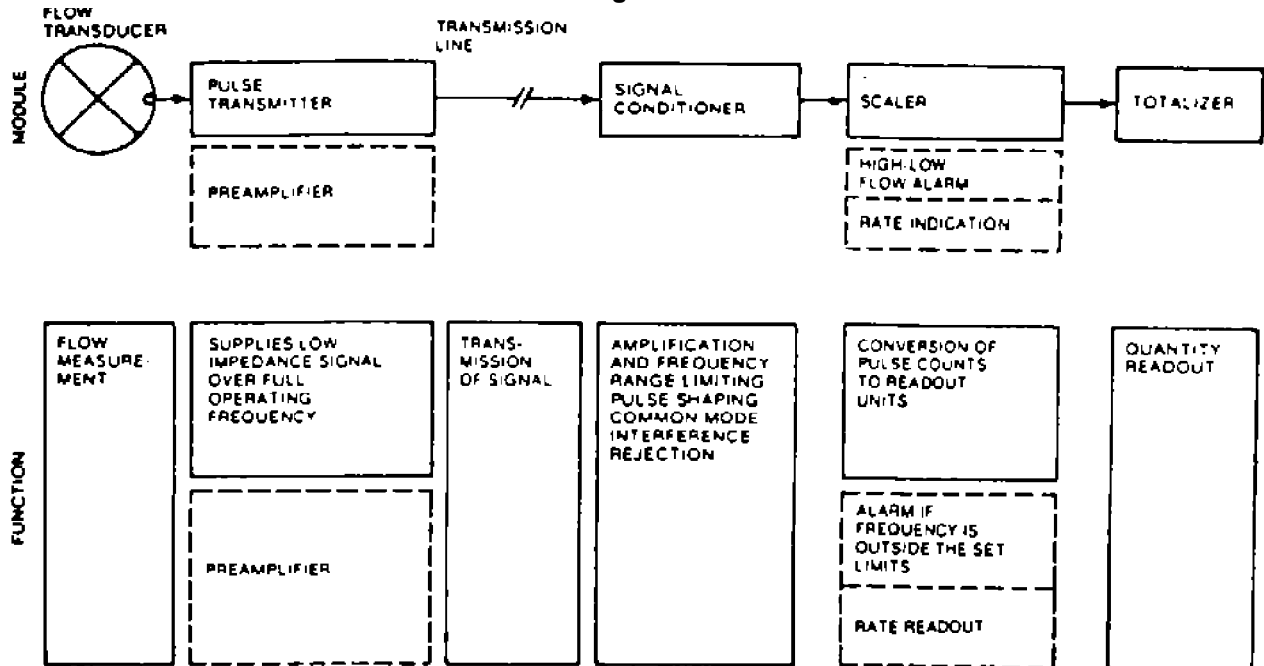 FLOW
TRANSDUCER
TRANSMISSION
LINE
MODULE
PULSE
TRANSMITTER
SIGNAL
CONDITIONER
SCALER
TOTALIZER
PREAMPLIFIER
HIGH-LOW
FLOW ALARM
RATE INDICATION
FUNCTION
FLOW
MEASURE-
MENT
SUPPLIES LOW
IMPEDANCE SIGNAL
OVER FULL
OPERATING
FREQUENCY
TRANS-
MISSION
OF SIGNAL
AMPLIFICATION
AND FREQUENCY
RANGE LIMITING
PULSE SHAPING
COMMON MODE
INTERFERENCE
REJECTION
CONVERSION OF
PULSE COUNTS
TO READOUT
UNITS
QUANTITY
READOUT
PREAMPLIFIER
ALARM IF
FREQUENCY IS
OUTSIDE THE SET
LIMITS
RATE READOUT